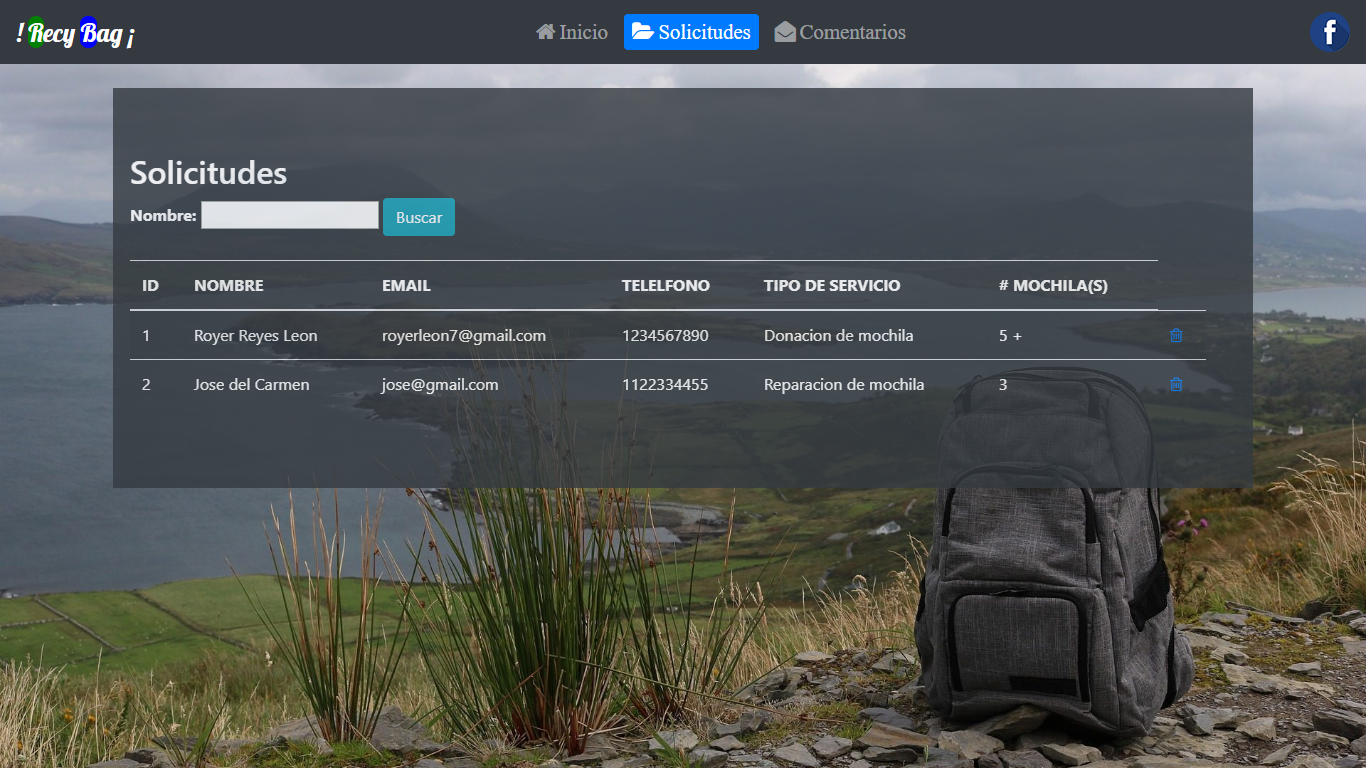 ! Recy Bag ¡ Inicio Solicitudes Comentarios f
Solicitudes
Nombre: Buscar
ID NOMBRE EMAIL TELELFONO TIPO DE SERVICIO # MOCHILA(S)
1 Royer Reyes Leon royerleon7@gmail.com 1234567890 Donacion de mochila 5 +
2 Jose del Carmen jose@gmail.com 1122334455 Reparacion de mochila 3